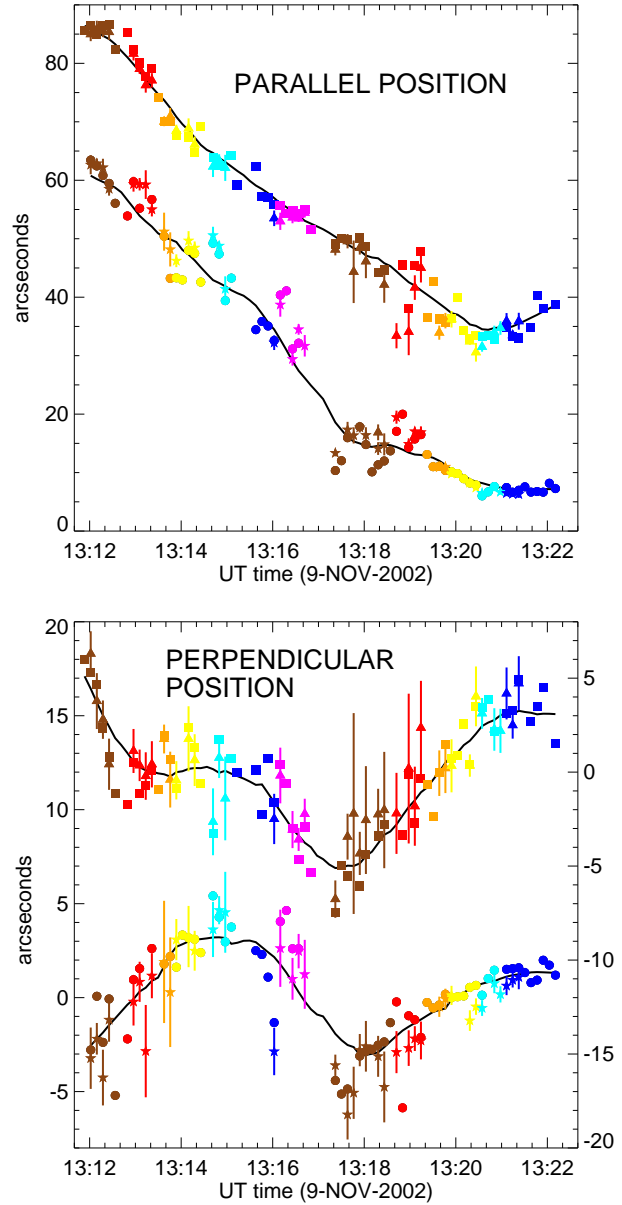 PARALLEL POSITION
80
60
40
20
0
arcseconds
13:12 13:14 13:16 13:18 13:20 13:22
UT time (9-NOV-2002)
PERPENDICULAR
POSITION
20
15
10
5
0
-5
arcseconds
5
0
-5
-10
-15
-20
13:12 13:14 13:16 13:18 13:20 13:22
UT time (9-NOV-2002)